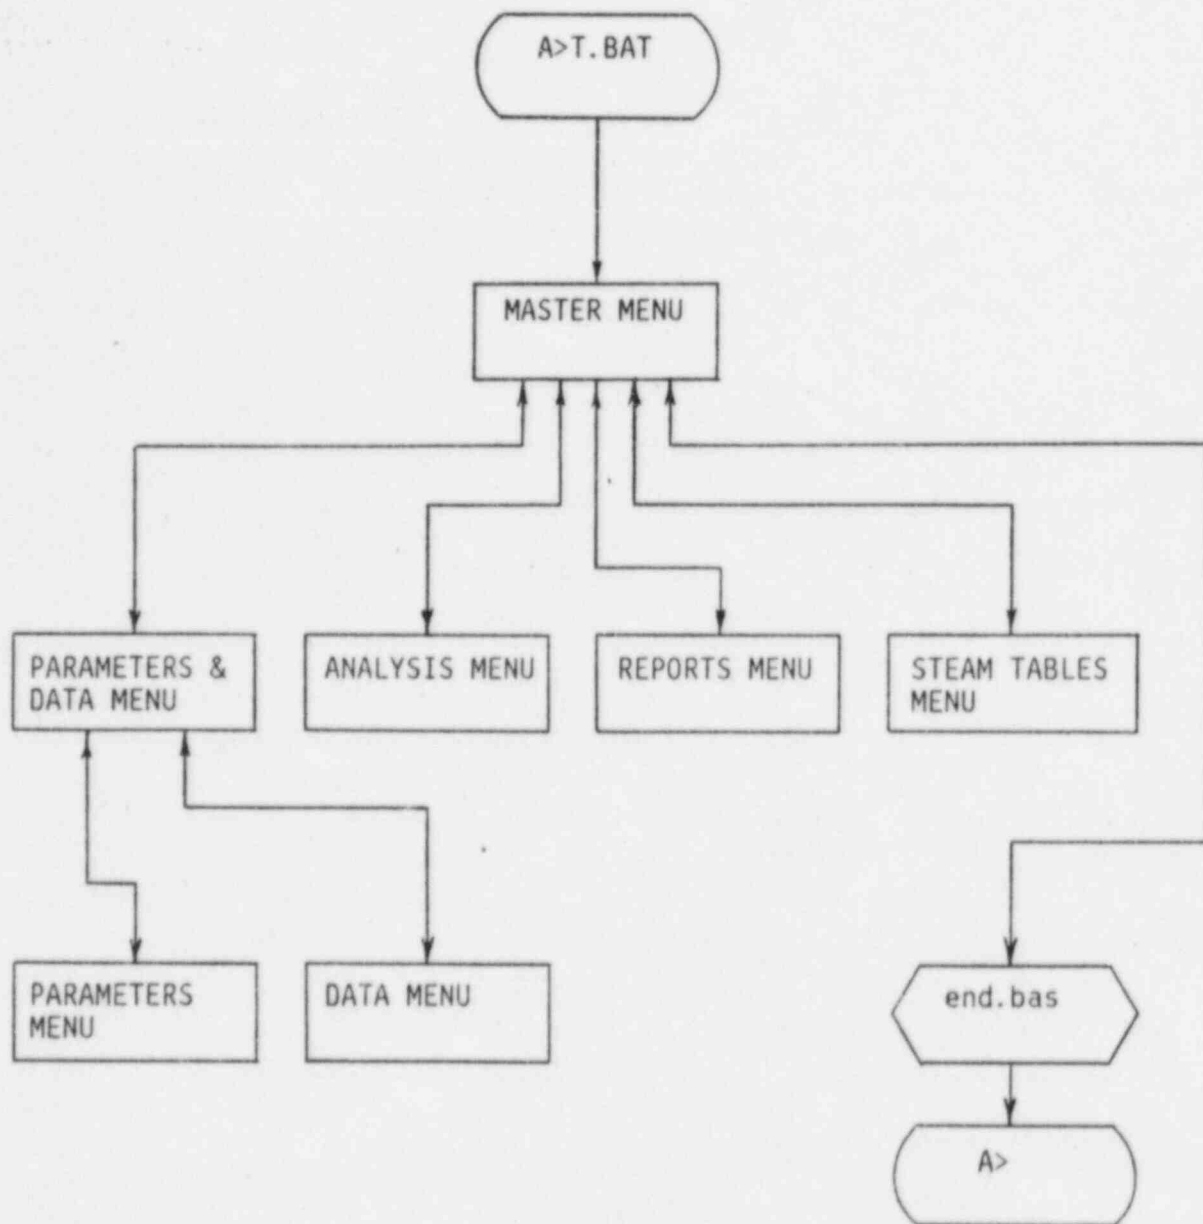 A>T.BAT
MASTER MENU
PARAMETERS &
DATA MENU
ANALYSIS MENU
REPORTS MENU
STEAM TABLES
MENU
PARAMETERS
MENU
DATA MENU
end.bas
A>